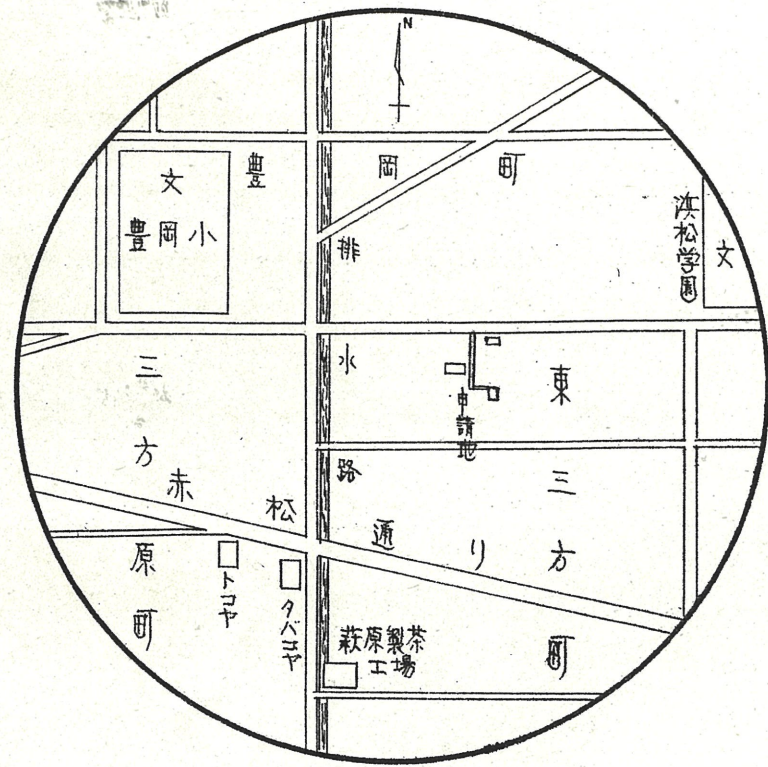 N
豊岡町
文
豊岡小
浜松学園
文
排水路
三方原町
申請地
東三方町
赤松通り
トコヤ
タバコヤ
萩原製茶
工場